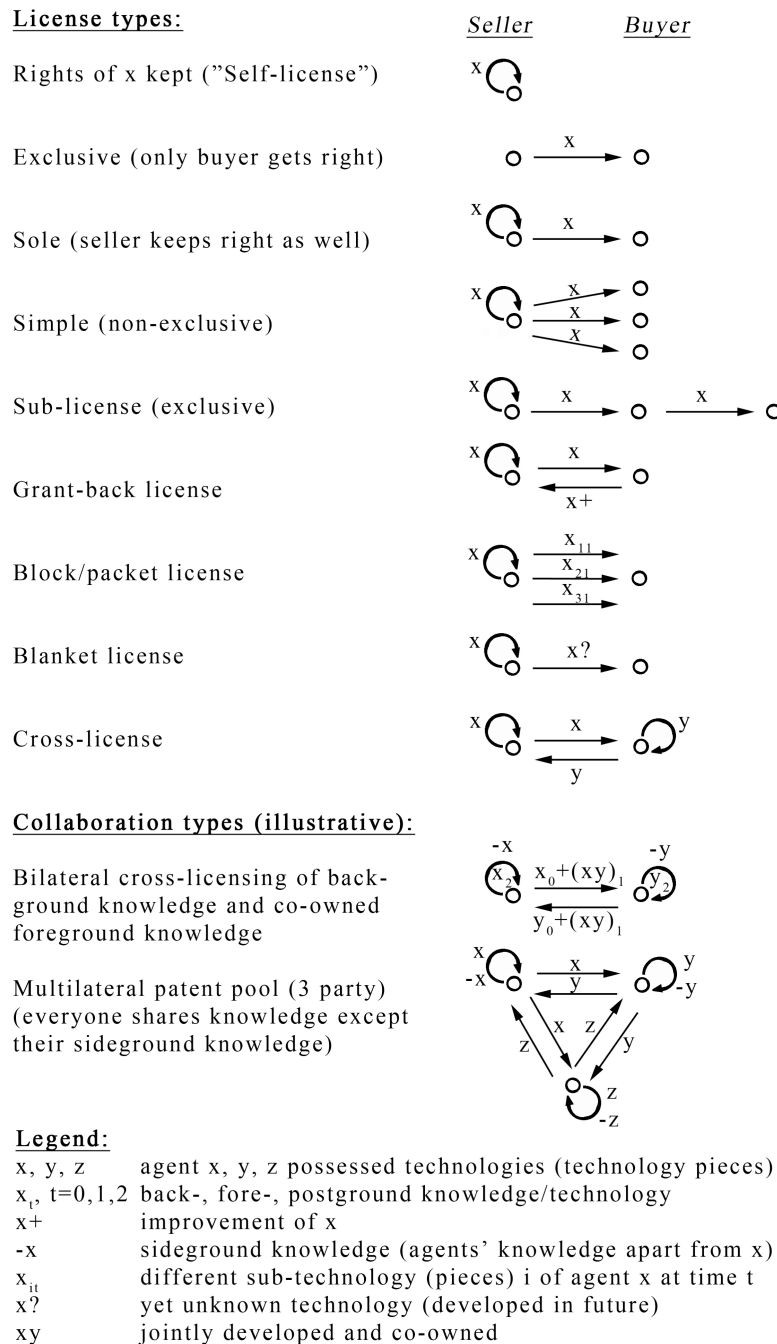 License types:
Seller Buyer
Rights of x kept ("Self-license")
x
Exclusive (only buyer gets right)
x
Sole (seller keeps right as well)
x x
Simple (non-exclusive)
x x
x
x
Sub-license (exclusive)
x x x
Grant-back license
x x
x+
Block/packet license
x x₁₁
x₂₁
x₃₁
Blanket license
x x?
Cross-license
x x y
y
Collaboration types (illustrative):
-x -y
Bilateral cross-licensing of back-
ground knowledge and co-owned
foreground knowledge
x₂ x₀+(xy)₁ y₂
y₀+(xy)₁
Multilateral patent pool (3 party)
(everyone shares knowledge except
their sideground knowledge)
x x y
-x y -y
z x z y
z
-z
Legend:
x, y, z agent x, y, z possessed technologies (technology pieces)
xₜ, t=0,1,2 back-, fore-, postground knowledge/technology
x+ improvement of x
-x sideground knowledge (agents' knowledge apart from x)
xᵢₜ different sub-technology (pieces) i of agent x at time t
x? yet unknown technology (developed in future)
xy jointly developed and co-owned